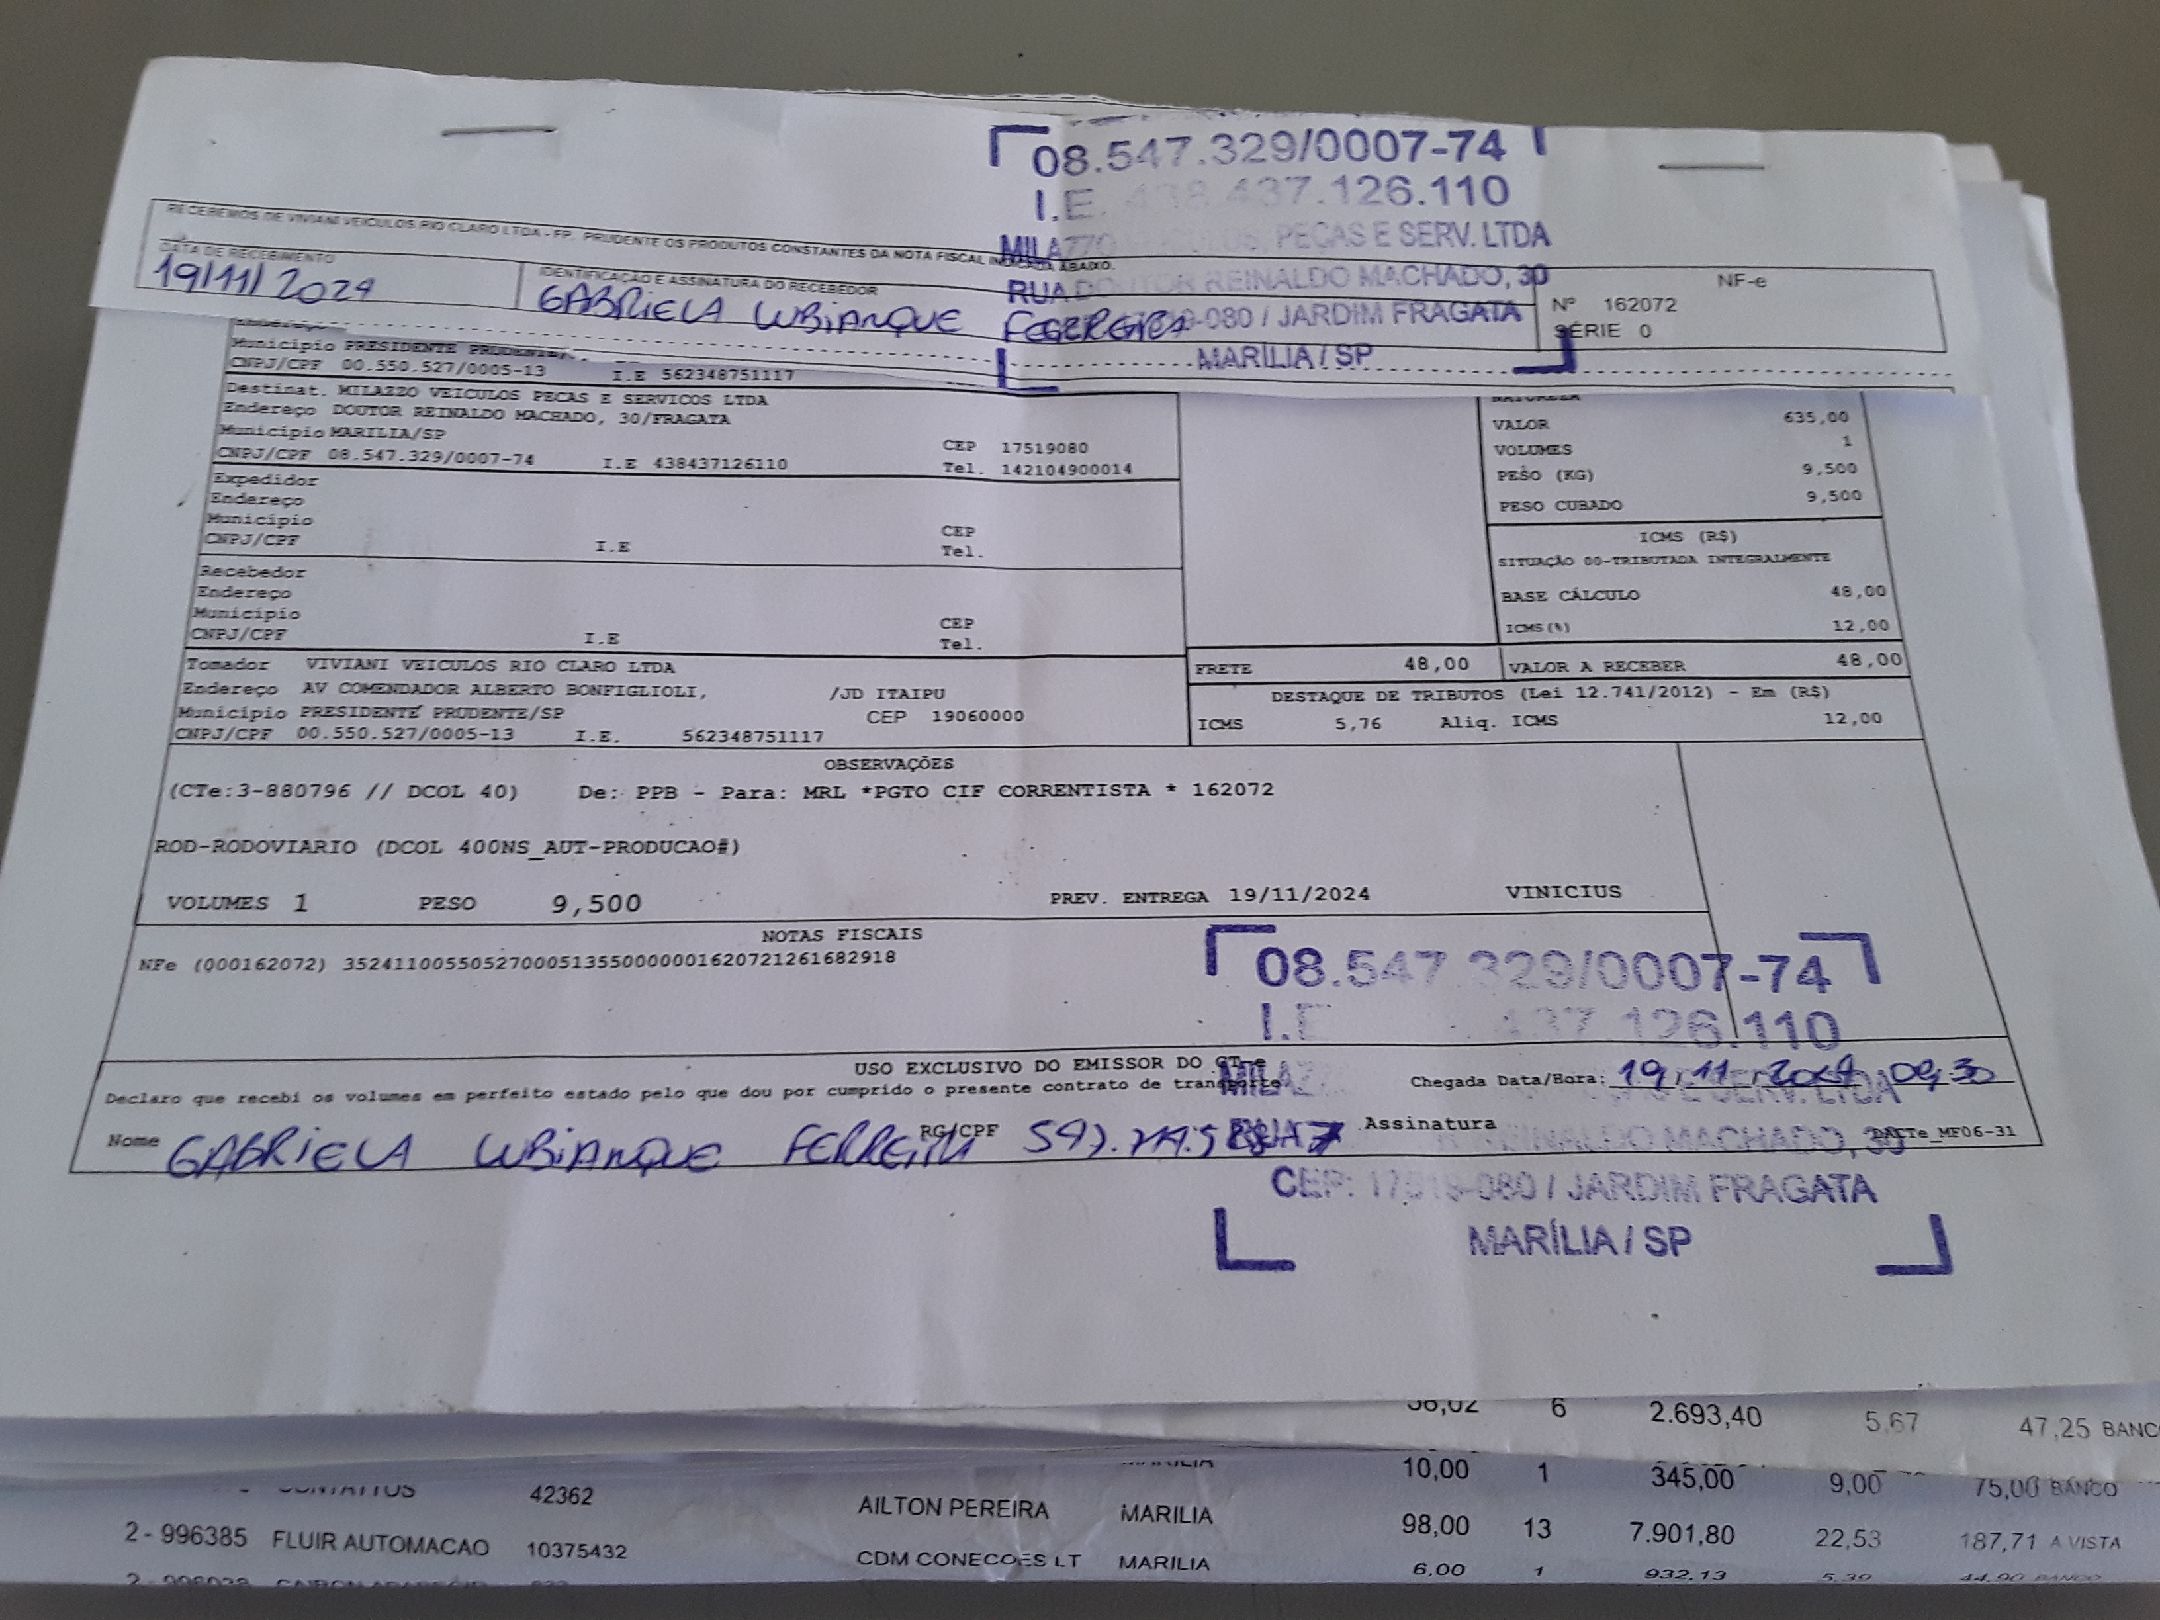 08.547.329/0007-74
I.E. 438.437.126.110
MILAZZO PEÇAS E SERV. LTDA
RUA DOUTOR REINALDO MACHADO, 30
-080 / JARDIM FRAGATA
MARÍLIA / SP
RECEBEMOS DE VIVIANI VEICULOS RIO CLARO LTDA - FP. PRUDENTE OS PRODUTOS CONSTANTES DA NOTA FISCAL INDICADA ABAIXO.
DATA DE RECEBIMENTO
19/11/2024
IDENTIFICAÇÃO E ASSINATURA DO RECEBEDOR
GABRIELA UBIANQUE
NF-e
Nº 162072
SÉRIE 0
Município PRESIDENTE PRUDENTE/
CNPJ/CPF 00.550.527/0005-13 I.E 562348751117
Destinat. MILAZZO VEICULOS PECAS E SERVICOS LTDA
Endereço DOUTOR REINALDO MACHADO, 30/FRAGATA
Município MARILIA/SP CEP 17519080
CNPJ/CPF 08.547.329/0007-74 I.E 438437126110 Tel. 142104900014
Expedidor
Endereço
Município CEP
CNPJ/CPF I.E Tel.
Recebedor
Endereço
Município CEP
CNPJ/CPF I.E Tel.
Tomador VIVIANI VEICULOS RIO CLARO LTDA
Endereço AV COMENDADOR ALBERTO BONFIGLIOLI, /JD ITAIPU
Município PRESIDENTE PRUDENTE/SP CEP 19060000
CNPJ/CPF 00.550.527/0005-13 I.E. 562348751117
NATUREZA
VALOR 635,00
VOLUMES 1
PESO (KG) 9,500
PESO CUBADO 9,500
ICMS (R$)
SITUAÇÃO 00-TRIBUTADA INTEGRALMENTE
BASE CÁLCULO 48,00
ICMS(%) 12,00
FRETE 48,00 VALOR A RECEBER 48,00
DESTAQUE DE TRIBUTOS (Lei 12.741/2012) - Em (R$)
ICMS 5,76 Aliq. ICMS 12,00
OBSERVAÇÕES
(CTe:3-880796 // DCOL 40) De: PPB - Para: MRL *PGTO CIF CORRENTISTA * 162072
ROD-RODOVIARIO (DCOL 400NS_AUT-PRODUCAO#)
VOLUMES 1 PESO 9,500 PREV. ENTREGA 19/11/2024 VINICIUS
NOTAS FISCAIS
NFe (000162072) 35241100550527000513550000001620721261682918
08.547.329/0007-74
437.126.110
USO EXCLUSIVO DO EMISSOR DO CT-e
Declaro que recebi os volumes em perfeito estado pelo que dou por cumprido o presente contrato de transporte.
Chegada Data/Hora: 19/11/2024 09:30
Nome GABRIELA UBIANQUE FERREIRA RG/CPF
Assinatura
DACTe_MF06-31
REINALDO MACHADO, 30
CEP: 17519-080 / JARDIM FRAGATA
MARÍLIA / SP
6 2.693,40 5,67 47,25 BANCO
MARILIA 10,00 1 345,00 9,00 75,00 BANCO
42362 AILTON PEREIRA MARILIA 98,00 13 7.901,80 22,53 187,71 A VISTA
2 - 996385 FLUIR AUTOMACAO 10375432 CDM CONECOES LT MARILIA 6,00 1 932,13 5,39 44,90 BANCO